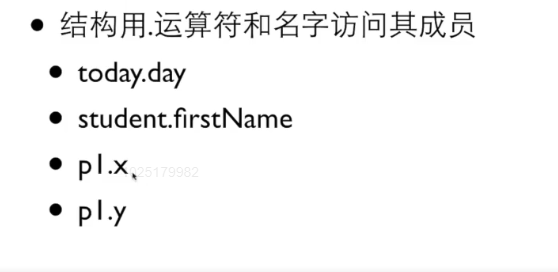 • 结构用.运算符和名字访问其成员
• today.day
• student.firstName
• p1.x
• p1.y